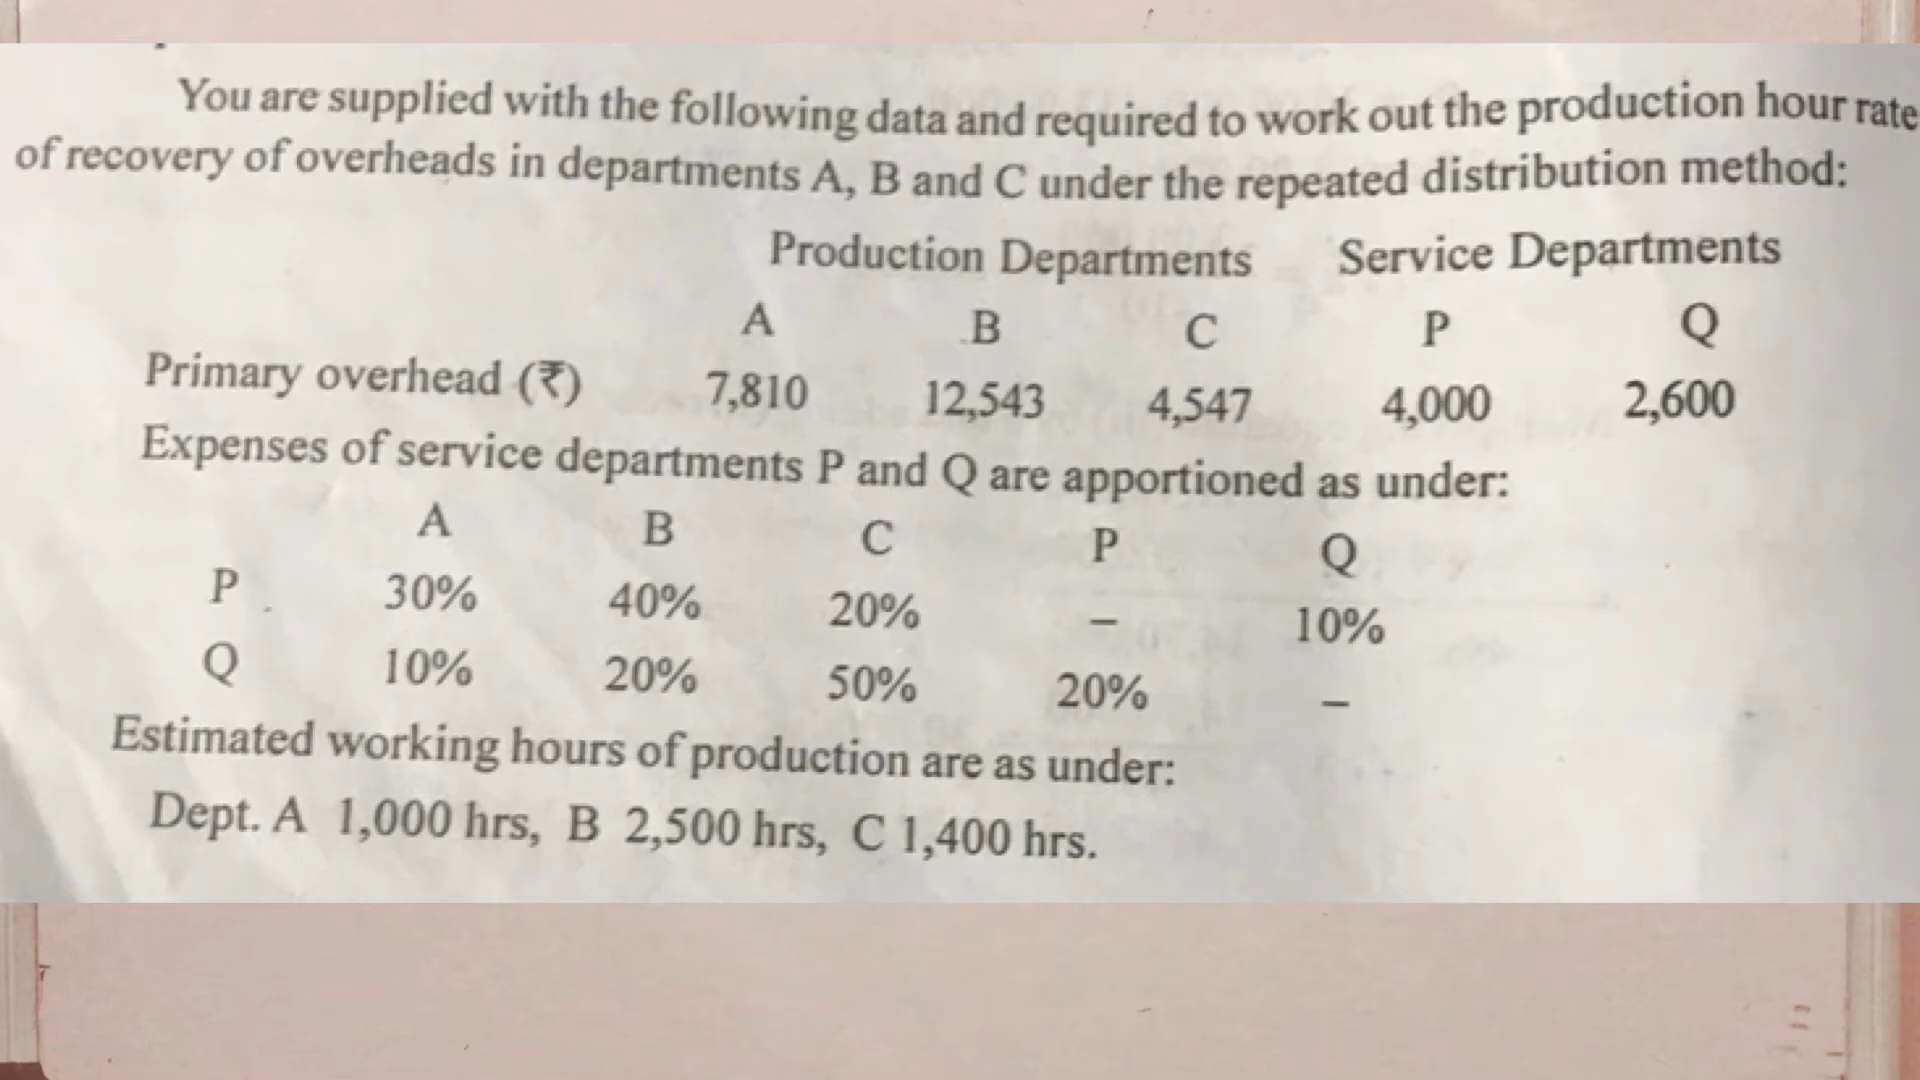 You are supplied with the following data and required to work out the production hour rate
of recovery of overheads in departments A, B and C under the repeated distribution method:
Production Departments Service Departments
A B C P Q
Primary overhead (₹) 7,810 12,543 4,547 4,000 2,600
Expenses of service departments P and Q are apportioned as under:
A B C P Q
P 30% 40% 20% – 10%
Q 10% 20% 50% 20% –
Estimated working hours of production are as under:
Dept. A 1,000 hrs, B 2,500 hrs, C 1,400 hrs.